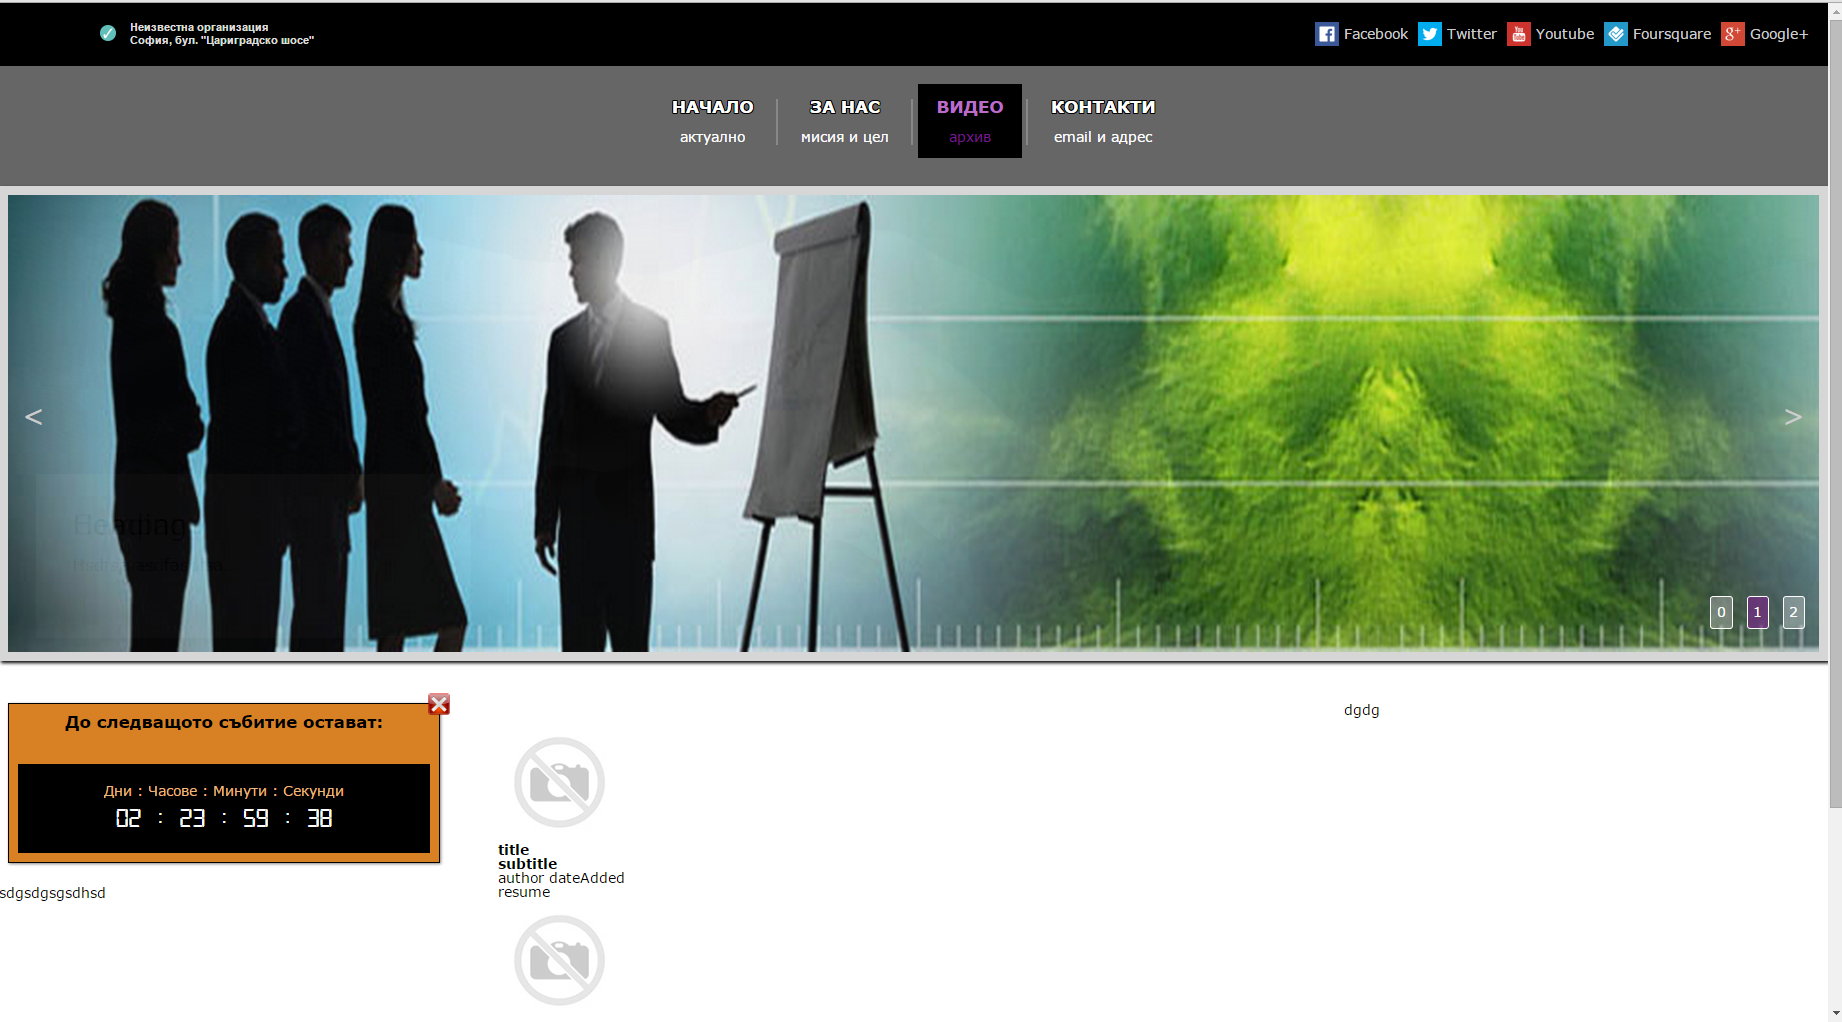 Неизвестна организация
София, бул. "Цариградско шосе"
Facebook Twitter Youtube Foursquare Google+
НАЧАЛО ЗА НАС ВИДЕО КОНТАКТИ
актуално мисия и цел архив email и адрес
< >
Heading
0 1 2
До следващото събитие остават:
dgdg
Дни : Часове : Минути : Секунди
02 : 23 : 59 : 38
title
subtitle
author dateAdded
resume
sdgsdgsgsdhsd